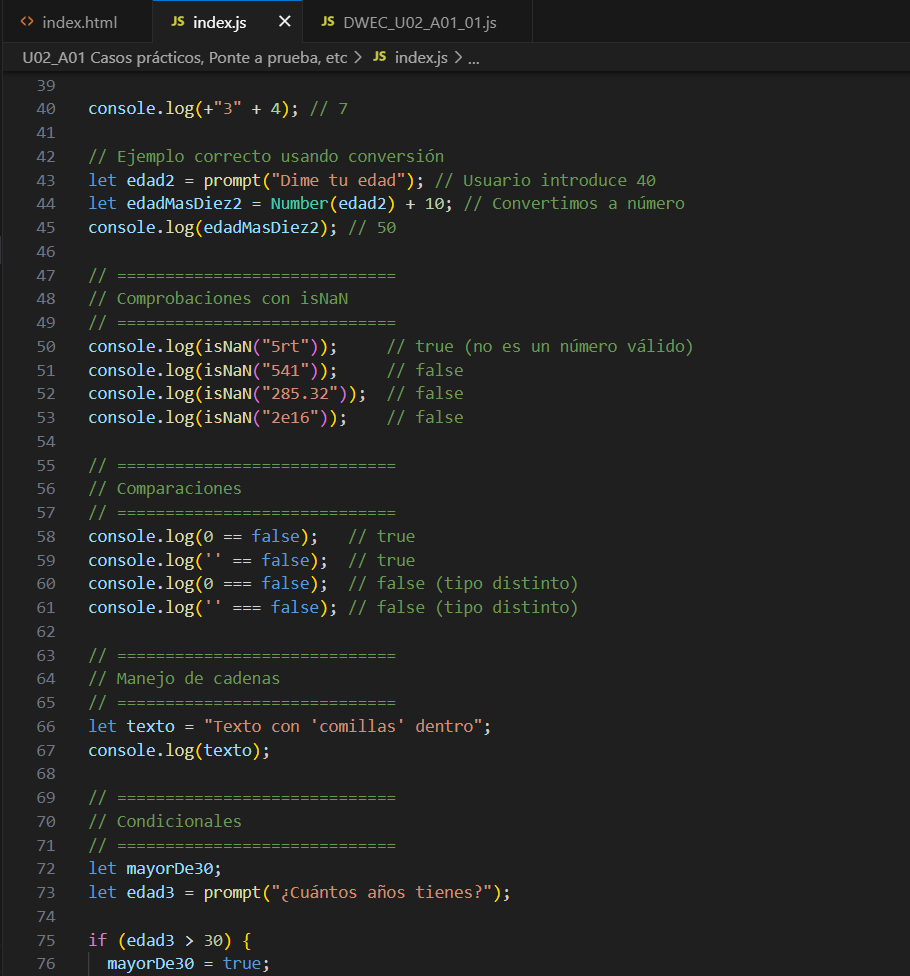 <> index.html JS index.js × JS DWEC_U02_A01_01.js
U02_A01 Casos prácticos, Ponte a prueba, etc > JS index.js > ...
39
40 console.log(+"3" + 4); // 7
41
42 // Ejemplo correcto usando conversión
43 let edad2 = prompt("Dime tu edad"); // Usuario introduce 40
44 let edadMasDiez2 = Number(edad2) + 10; // Convertimos a número
45 console.log(edadMasDiez2); // 50
46
47 // =============================
48 // Comprobaciones con isNaN
49 // =============================
50 console.log(isNaN("5rt")); // true (no es un número válido)
51 console.log(isNaN("541")); // false
52 console.log(isNaN("285.32")); // false
53 console.log(isNaN("2e16")); // false
54
55 // =============================
56 // Comparaciones
57 // =============================
58 console.log(0 == false); // true
59 console.log('' == false); // true
60 console.log(0 === false); // false (tipo distinto)
61 console.log('' === false); // false (tipo distinto)
62
63 // =============================
64 // Manejo de cadenas
65 // =============================
66 let texto = "Texto con 'comillas' dentro";
67 console.log(texto);
68
69 // =============================
70 // Condicionales
71 // =============================
72 let mayorDe30;
73 let edad3 = prompt("¿Cuántos años tienes?");
74
75 if (edad3 > 30) {
76 mayorDe30 = true;